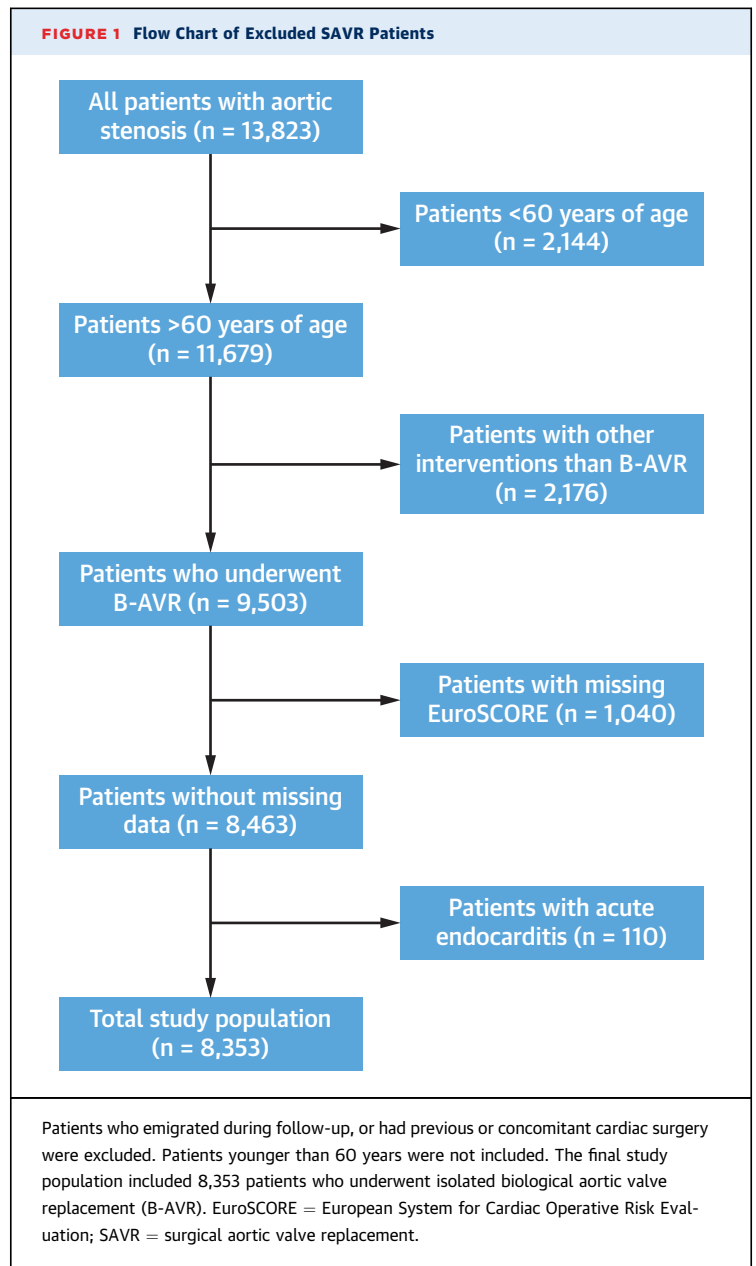 FIGURE 1 Flow Chart of Excluded SAVR Patients
All patients with aortic
stenosis (n = 13,823)
Patients <60 years of age
(n = 2,144)
Patients >60 years of age
(n = 11,679)
Patients with other
interventions than B-AVR
(n = 2,176)
Patients who underwent
B-AVR (n = 9,503)
Patients with missing
EuroSCORE (n = 1,040)
Patients without missing
data (n = 8,463)
Patients with acute
endocarditis (n = 110)
Total study population
(n = 8,353)
Patients who emigrated during follow-up, or had previous or concomitant cardiac surgery
were excluded. Patients younger than 60 years were not included. The final study
population included 8,353 patients who underwent isolated biological aortic valve
replacement (B-AVR). EuroSCORE = European System for Cardiac Operative Risk Eval-
uation; SAVR = surgical aortic valve replacement.